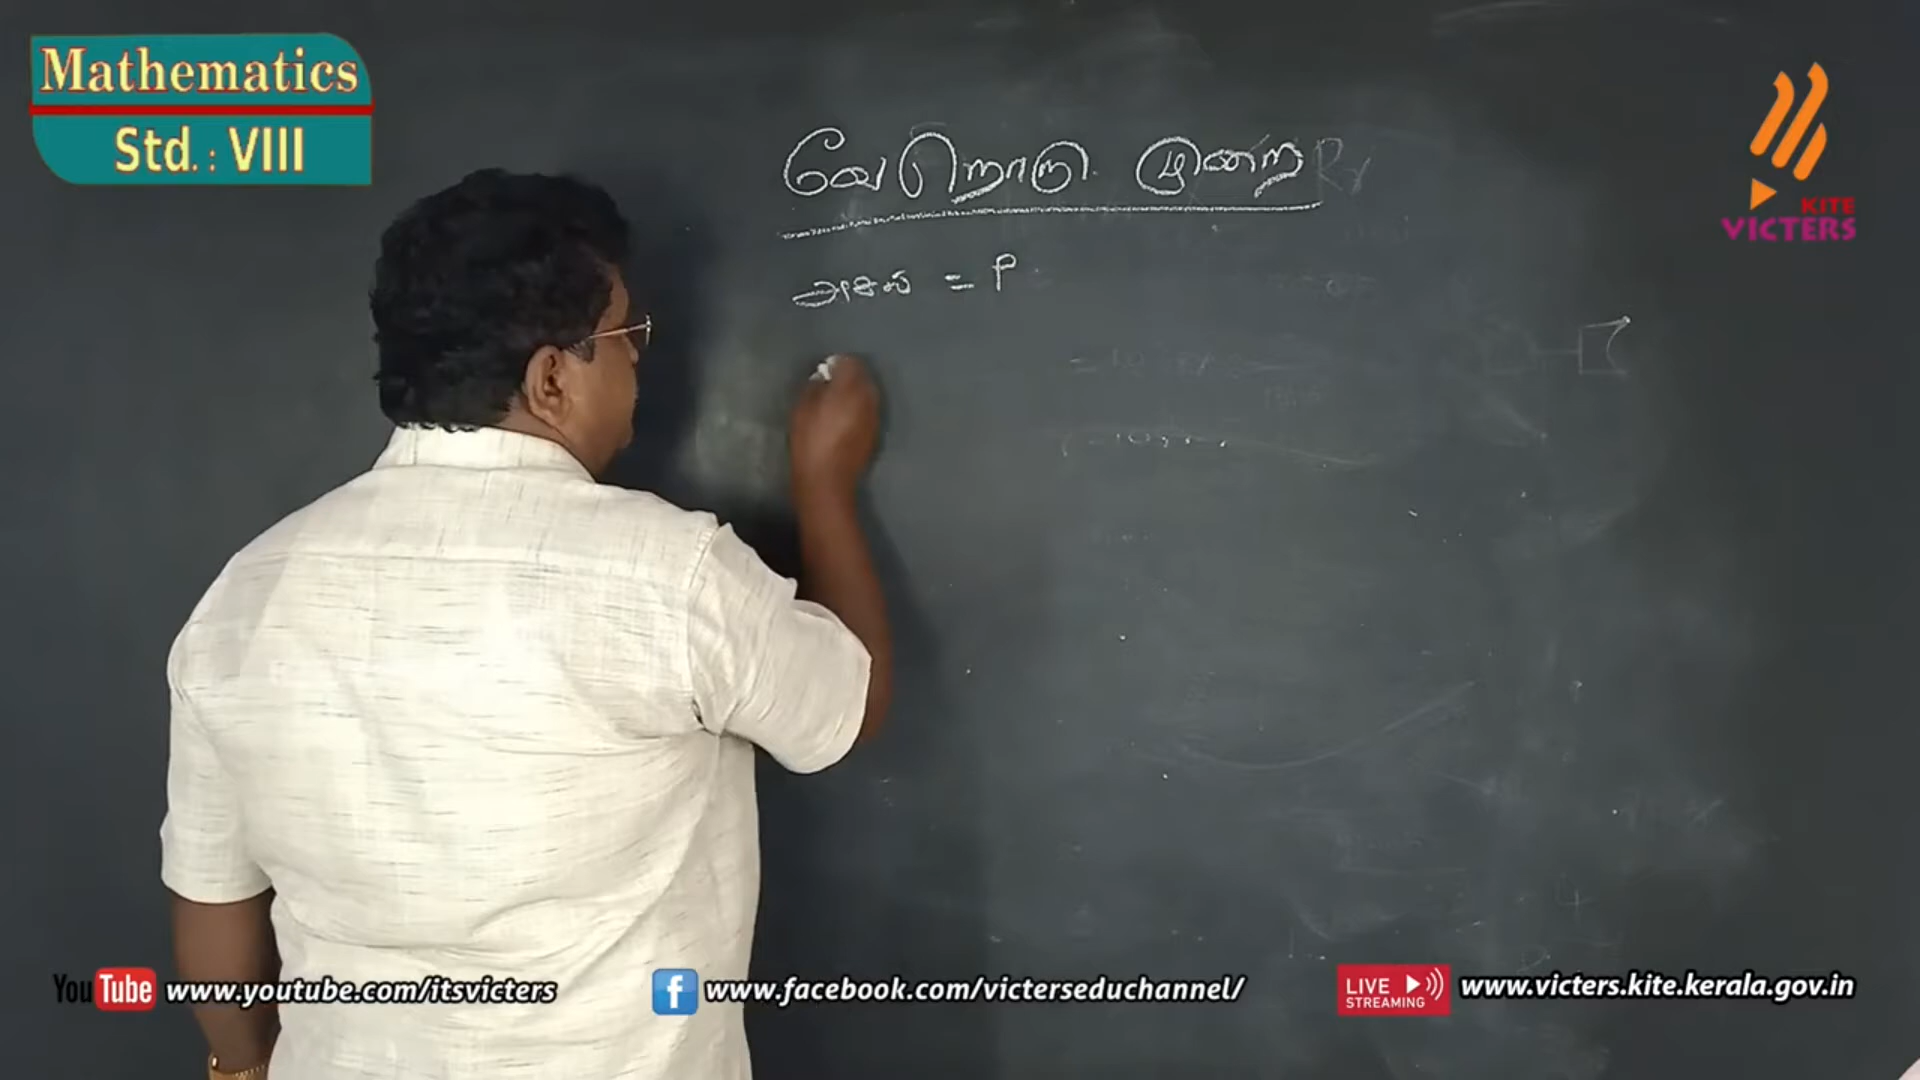 Mathematics
Std. : VIII
KITE
VICTERS
வேறொரு முறை
அசல் = P
YouTube www.youtube.com/itsvicters
f www.facebook.com/victerseduchannel/
LIVE STREAMING www.victers.kite.kerala.gov.in